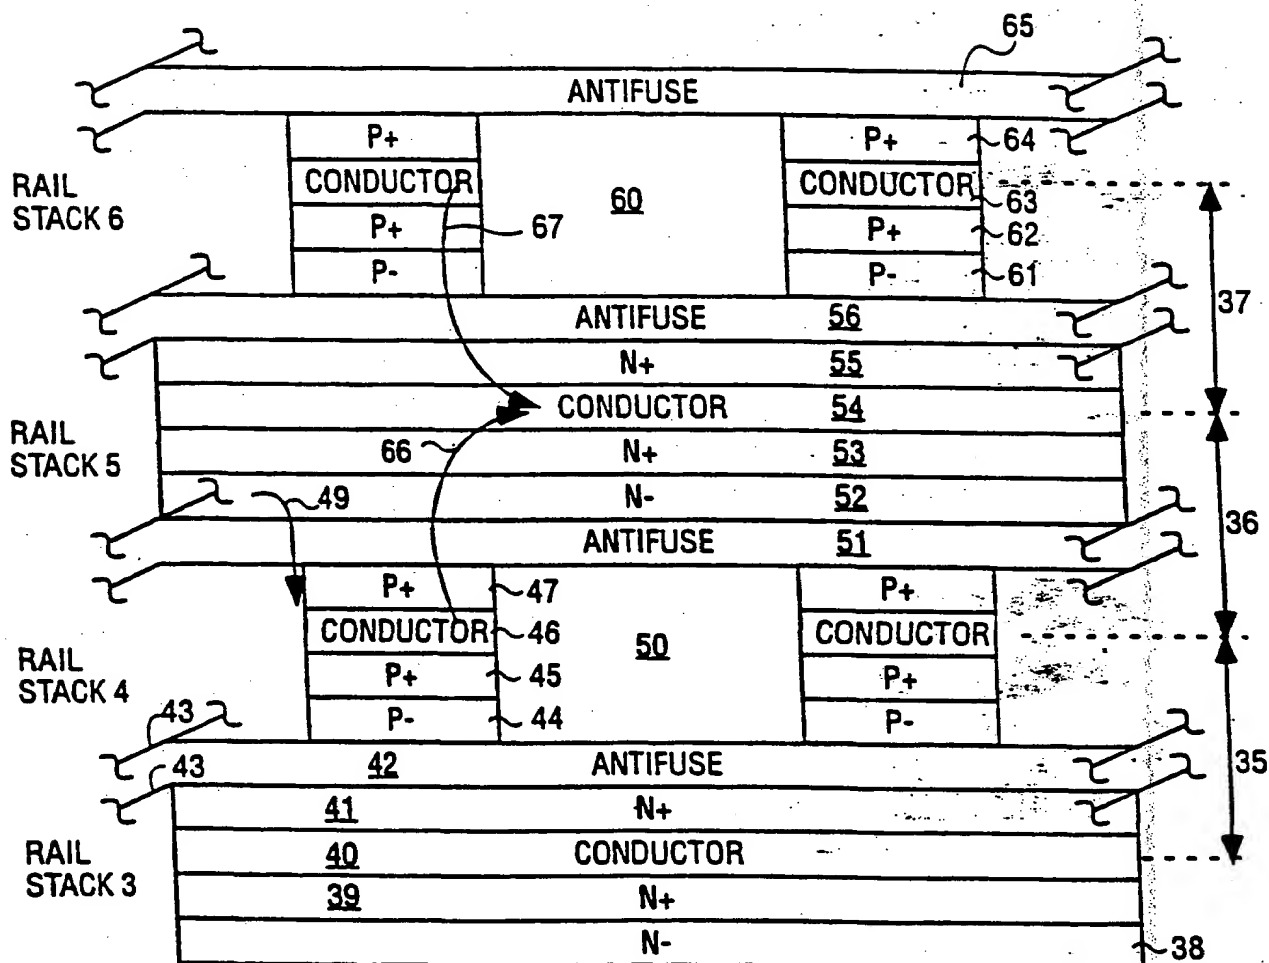 65
ANTIFUSE
P+ P+ 64
RAIL STACK 6
CONDUCTOR CONDUCTOR 63
60
P+ 67 P+ 62
P- P- 61
37
ANTIFUSE 56
N+ 55
CONDUCTOR 54
RAIL STACK 5
66 N+ 53
49 N- 52
36
ANTIFUSE 51
P+ 47 P+
CONDUCTOR 46 50 CONDUCTOR
RAIL STACK 4
P+ 45 P+
P- 44 P-
43
42 ANTIFUSE 35
43
41 N+
RAIL STACK 3
40 CONDUCTOR
39 N+
N- 38